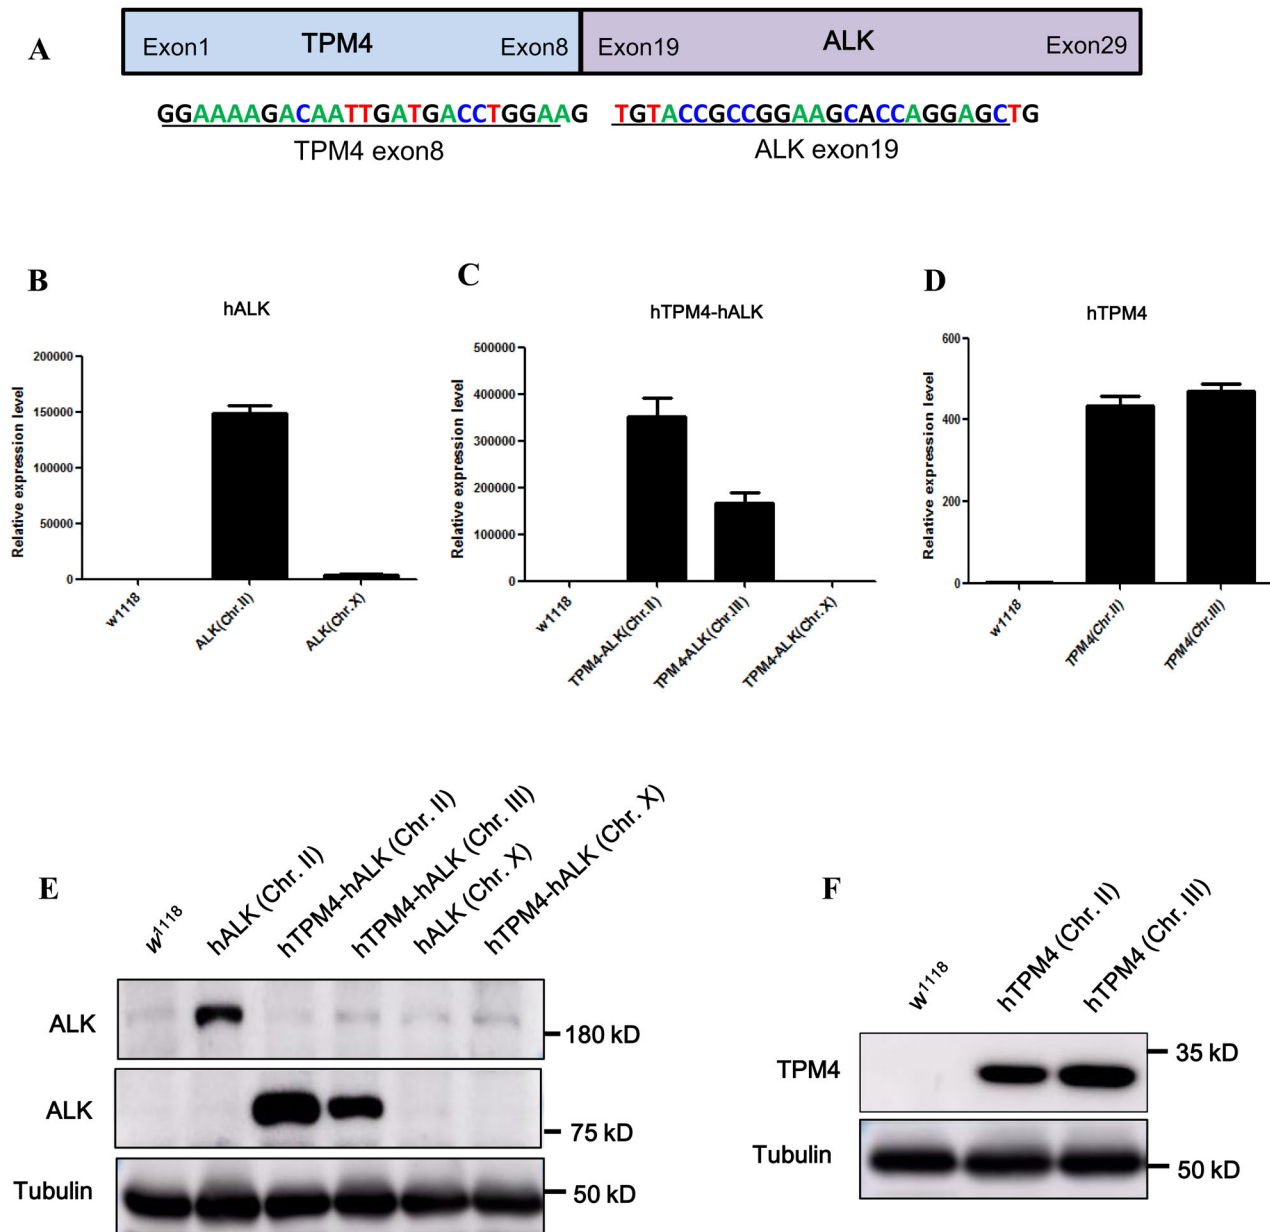 A
Exon1 TPM4 Exon8 Exon19 ALK Exon29
GGAAAAGACAATTGATGACCTGGAAG TGTACCGCCGGAAGCACCAGGAGCTG
TPM4 exon8 ALK exon19
B
hALK
Relative expression level
200000
150000
100000
50000
0
w1118
ALK(Chr.II)
ALK(Chr.X)
C
hTPM4-hALK
Relative expression level
500000
400000
300000
200000
100000
0
w1118
TPM4-ALK(Chr.II)
TPM4-ALK(Chr.III)
TPM4-ALK(Chr.X)
D
hTPM4
Relative expression level
600
400
200
0
w1118
TPM4(Chr.II)
TPM4(Chr.III)
E
w1118
hALK (Chr. II)
hTPM4-hALK (Chr. II)
hTPM4-hALK (Chr. III)
hALK (Chr. X)
hTPM4-hALK (Chr. X)
ALK
180 kD
ALK
75 kD
Tubulin
50 kD
F
w1118
hTPM4 (Chr. II)
hTPM4 (Chr. III)
TPM4
35 kD
Tubulin
50 kD